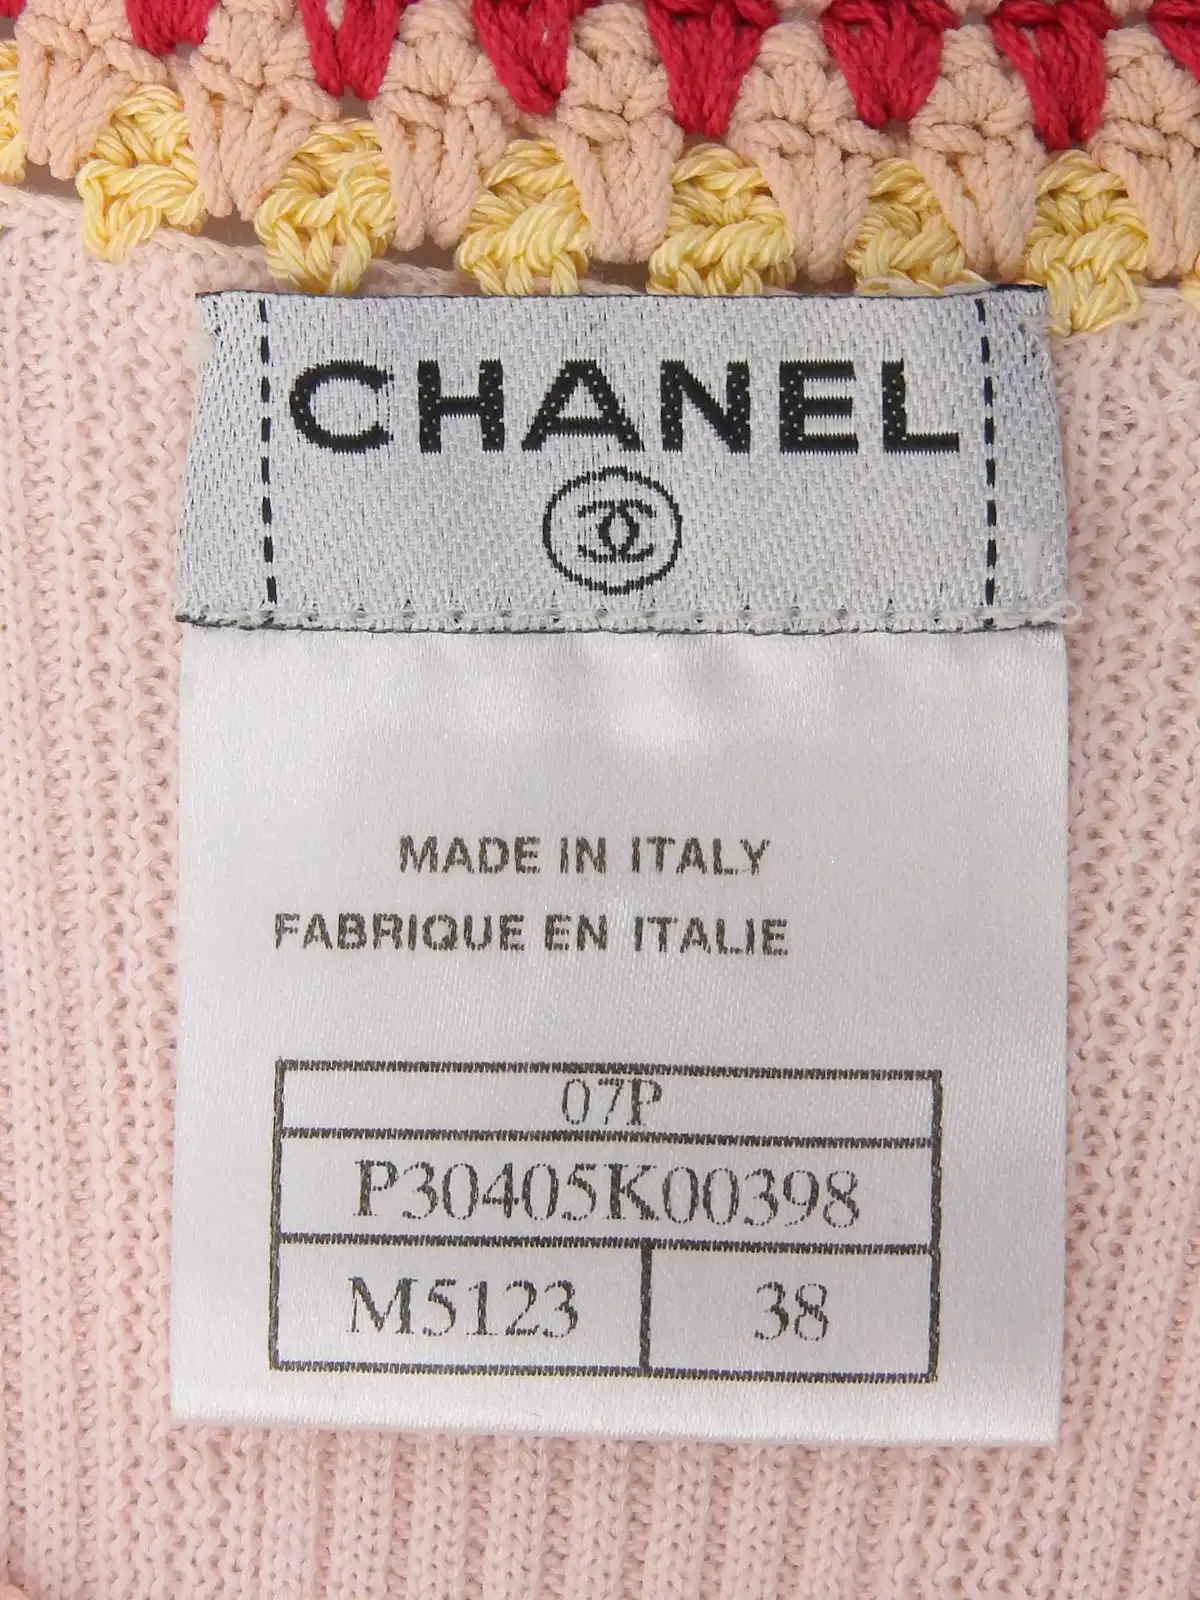 CHANEL
MADE IN ITALY
FABRIQUE EN ITALIE
07P
P30405K00398
M5123 38